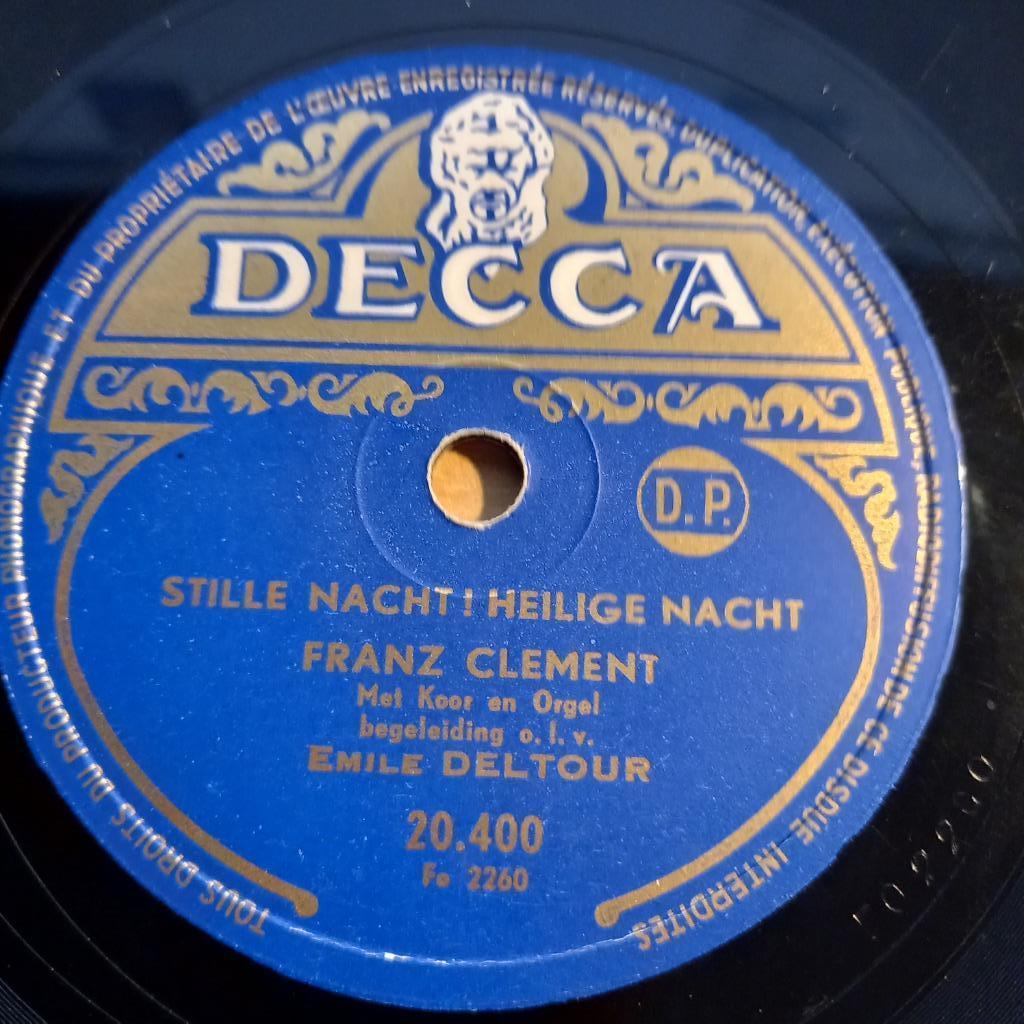 TOUS DROITS DU PRODUCTEUR PHONOGRAPHIQUE ET DU PROPRIÉTAIRE DE L'ŒUVRE ENREGISTRÉE RÉSERVÉS. DUPLICATION, EXÉCUTION PUBLIQUE, RADIODIFFUSION DE CE DISQUE INTERDITES
DECCA
D.P.
STILLE NACHT! HEILIGE NACHT
FRANZ CLEMENT
Met Koor en Orgel
begeleiding o.l.v.
EMILE DELTOUR
20.400
Fo 2260